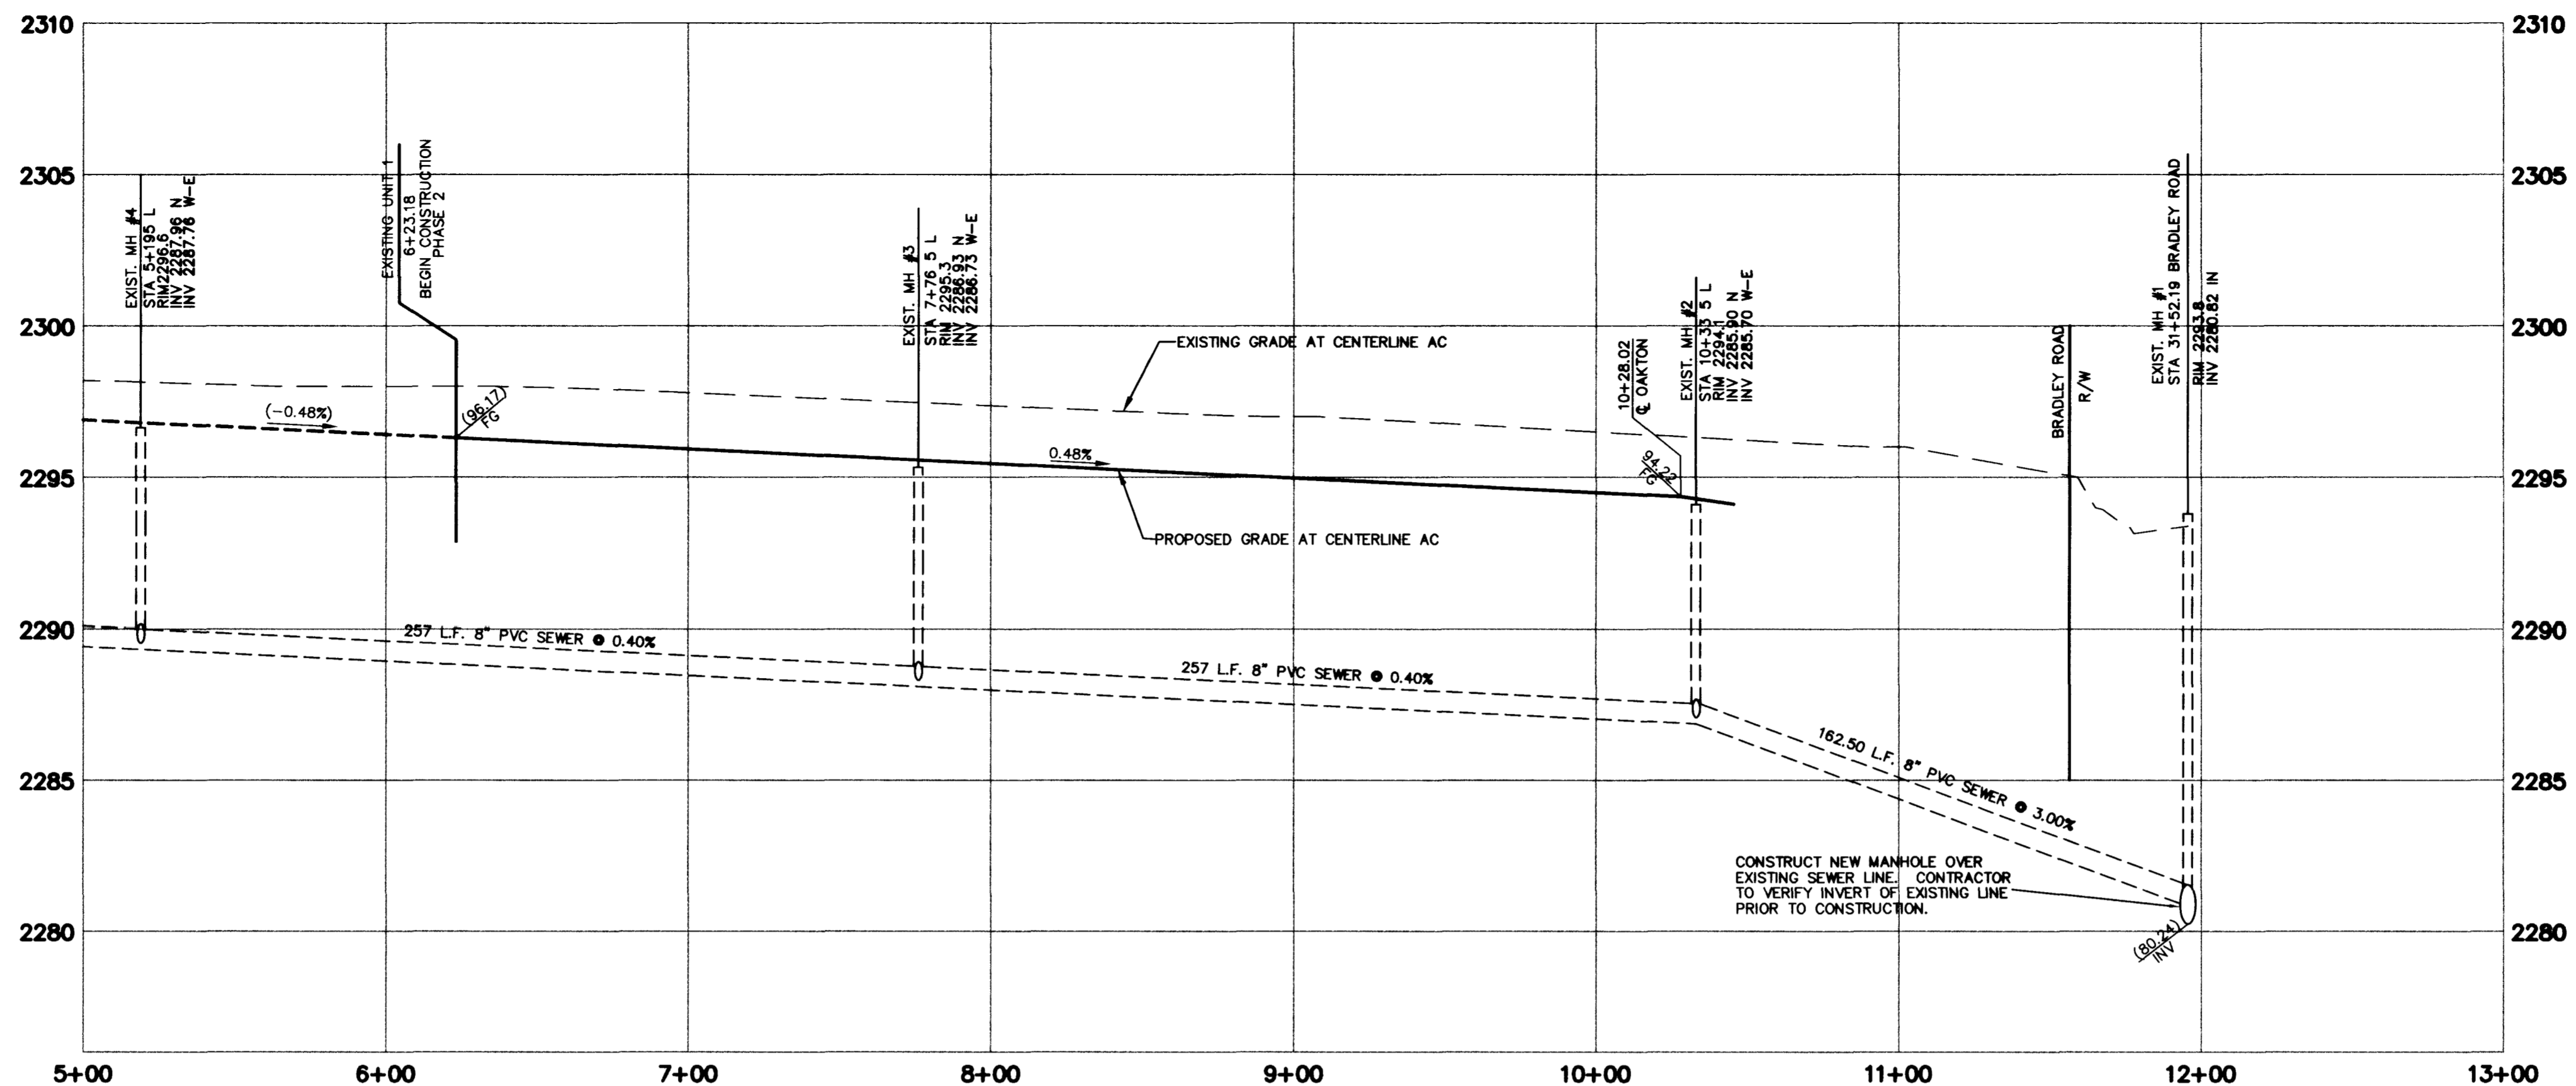 2310
2310
2305
2305
2300
2300
2295
2295
2290
2290
2285
2285
2280
2280
EXIST. MH #4
STA 5+195 L
RIM2296.6
INV 2287.96 N
INV 2287.76 W-E
EXISTING UNIT 1
6+23.18
BEGIN CONSTRUCTION
PHASE 2
EXIST. MH #3
STA 7+76 5 L
RIM 2295.3
INV 2286.93 N
INV 2286.73 W-E
EXISTING GRADE AT CENTERLINE AC
10+28.02
℄ OAKTON
EXIST. MH #2
STA 10+33 5 L
RIM 2294.1
INV 2285.90 N
INV 2285.70 W-E
BRADLEY ROAD
R/W
EXIST. MH #1
STA 31+52.19 BRADLEY ROAD
RIM 2293.8
INV 2280.82 IN
(-0.48%)
(96.17)
FG
0.48%
94.22
FG
PROPOSED GRADE AT CENTERLINE AC
257 L.F. 8" PVC SEWER @ 0.40%
257 L.F. 8" PVC SEWER @ 0.40%
162.50 L.F. 8" PVC SEWER @ 3.00%
CONSTRUCT NEW MANHOLE OVER
EXISTING SEWER LINE. CONTRACTOR
TO VERIFY INVERT OF EXISTING LINE
PRIOR TO CONSTRUCTION.
(80.24)
INV
5+00
6+00
7+00
8+00
9+00
10+00
11+00
12+00
13+00